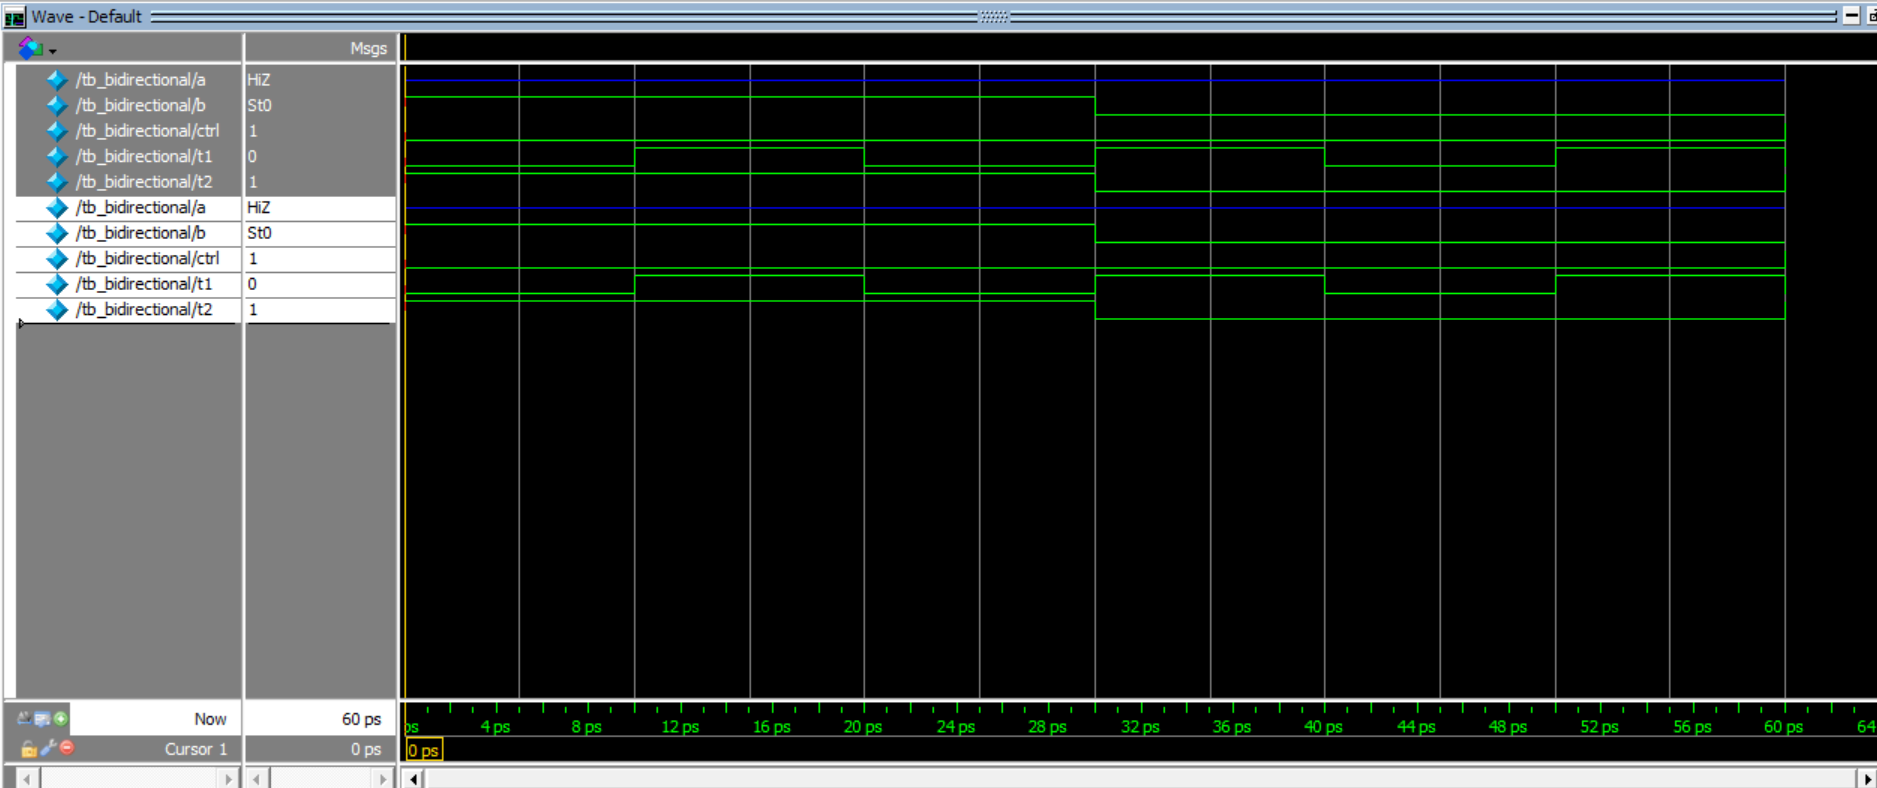 Wave - Default
Msgs
/tb_bidirectional/a HiZ
/tb_bidirectional/b St0
/tb_bidirectional/ctrl 1
/tb_bidirectional/t1 0
/tb_bidirectional/t2 1
/tb_bidirectional/a HiZ
/tb_bidirectional/b St0
/tb_bidirectional/ctrl 1
/tb_bidirectional/t1 0
/tb_bidirectional/t2 1
Now 60 ps ps 4 ps 8 ps 12 ps 16 ps 20 ps 24 ps 28 ps 32 ps 36 ps 40 ps 44 ps 48 ps 52 ps 56 ps 60 ps 64
Cursor 1 0 ps 0 ps